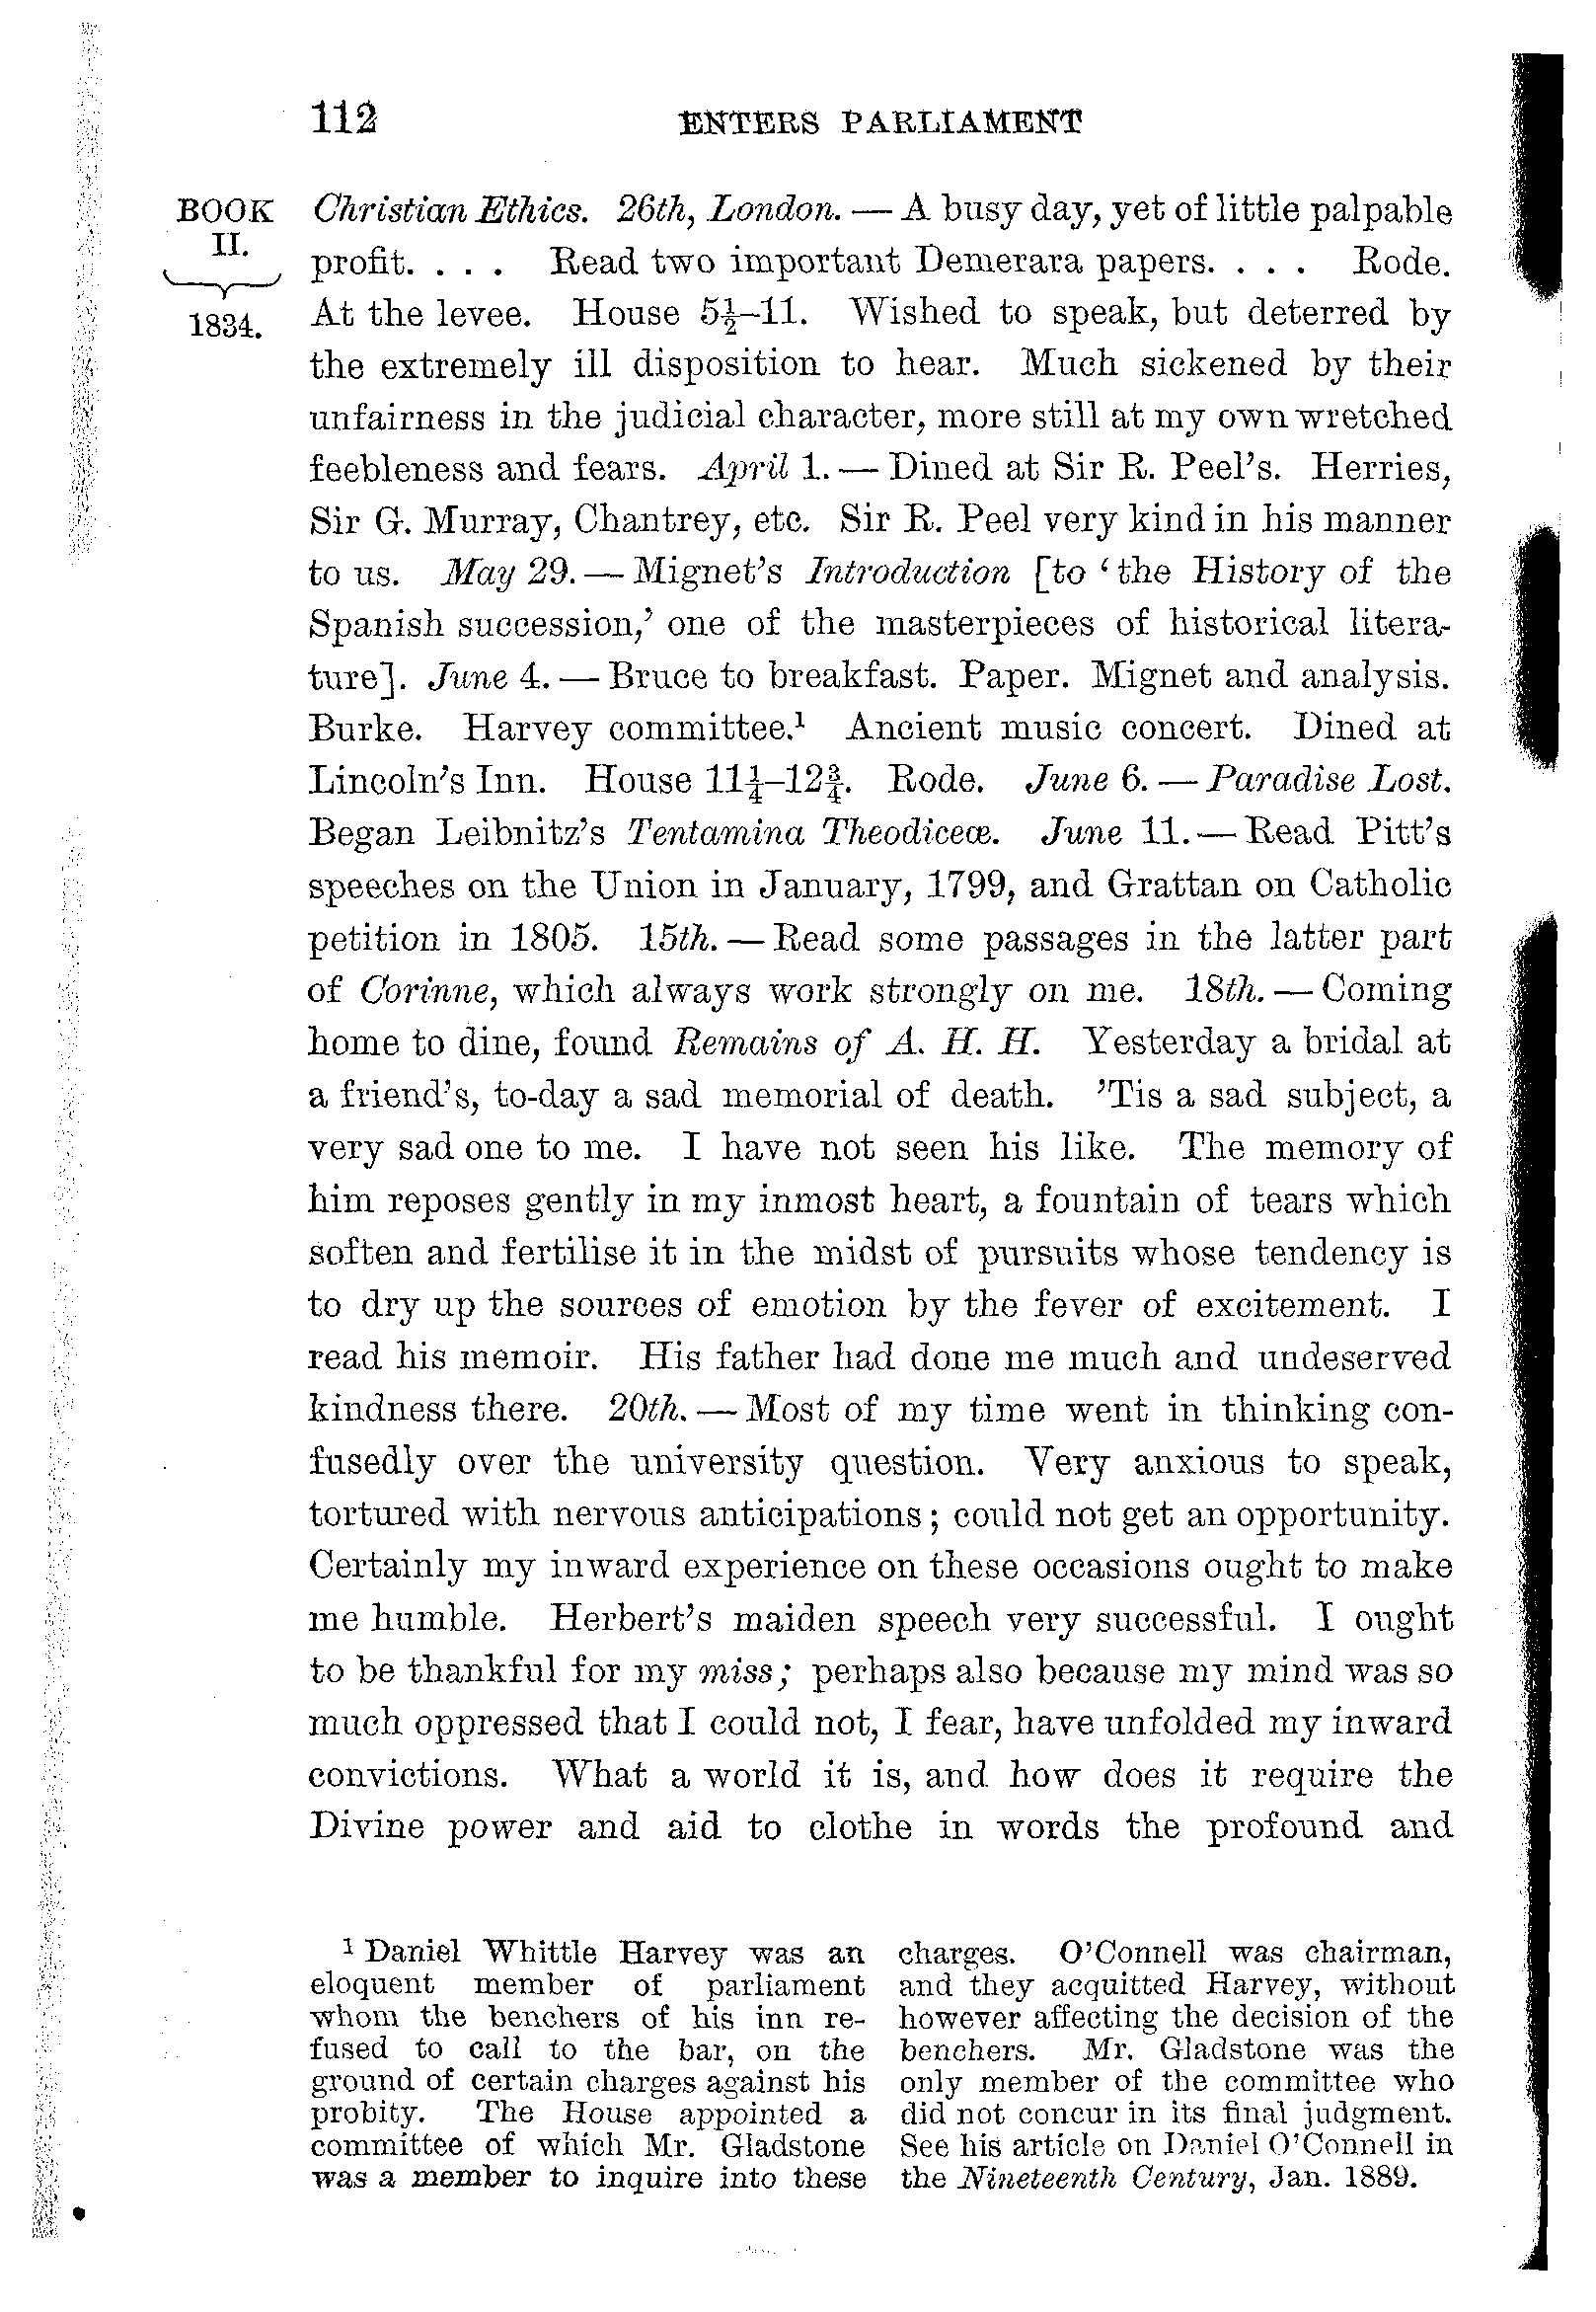 112 ENTERS PARLIAMENT
BOOK
II.
1834.
Christian Ethics. 26th, London. — A busy day, yet of little palpable
profit. . . . Read two important Demerara papers. . . . Rode.
At the levee. House 5½–11. Wished to speak, but deterred by
the extremely ill disposition to hear. Much sickened by their
unfairness in the judicial character, more still at my own wretched
feebleness and fears. April 1. — Dined at Sir R. Peel's. Herries,
Sir G. Murray, Chantrey, etc. Sir R. Peel very kind in his manner
to us. May 29. — Mignet's Introduction [to ‘the History of the
Spanish succession,’ one of the masterpieces of historical litera-
ture]. June 4. — Bruce to breakfast. Paper. Mignet and analysis.
Burke. Harvey committee.¹ Ancient music concert. Dined at
Lincoln's Inn. House 11¼–12¾. Rode. June 6. — Paradise Lost.
Began Leibnitz's Tentamina Theodiceæ. June 11. — Read Pitt's
speeches on the Union in January, 1799, and Grattan on Catholic
petition in 1805. 15th. — Read some passages in the latter part
of Corinne, which always work strongly on me. 18th. — Coming
home to dine, found Remains of A. H. H. Yesterday a bridal at
a friend's, to-day a sad memorial of death. 'Tis a sad subject, a
very sad one to me. I have not seen his like. The memory of
him reposes gently in my inmost heart, a fountain of tears which
soften and fertilise it in the midst of pursuits whose tendency is
to dry up the sources of emotion by the fever of excitement. I
read his memoir. His father had done me much and undeserved
kindness there. 20th. — Most of my time went in thinking con-
fusedly over the university question. Very anxious to speak,
tortured with nervous anticipations; could not get an opportunity.
Certainly my inward experience on these occasions ought to make
me humble. Herbert's maiden speech very successful. I ought
to be thankful for my miss; perhaps also because my mind was so
much oppressed that I could not, I fear, have unfolded my inward
convictions. What a world it is, and how does it require the
Divine power and aid to clothe in words the profound and
¹ Daniel Whittle Harvey was an
eloquent member of parliament
whom the benchers of his inn re-
fused to call to the bar, on the
ground of certain charges against his
probity. The House appointed a
committee of which Mr. Gladstone
was a member to inquire into these
charges. O'Connell was chairman,
and they acquitted Harvey, without
however affecting the decision of the
benchers. Mr. Gladstone was the
only member of the committee who
did not concur in its final judgment.
See his article on Daniel O'Connell in
the Nineteenth Century, Jan. 1889.